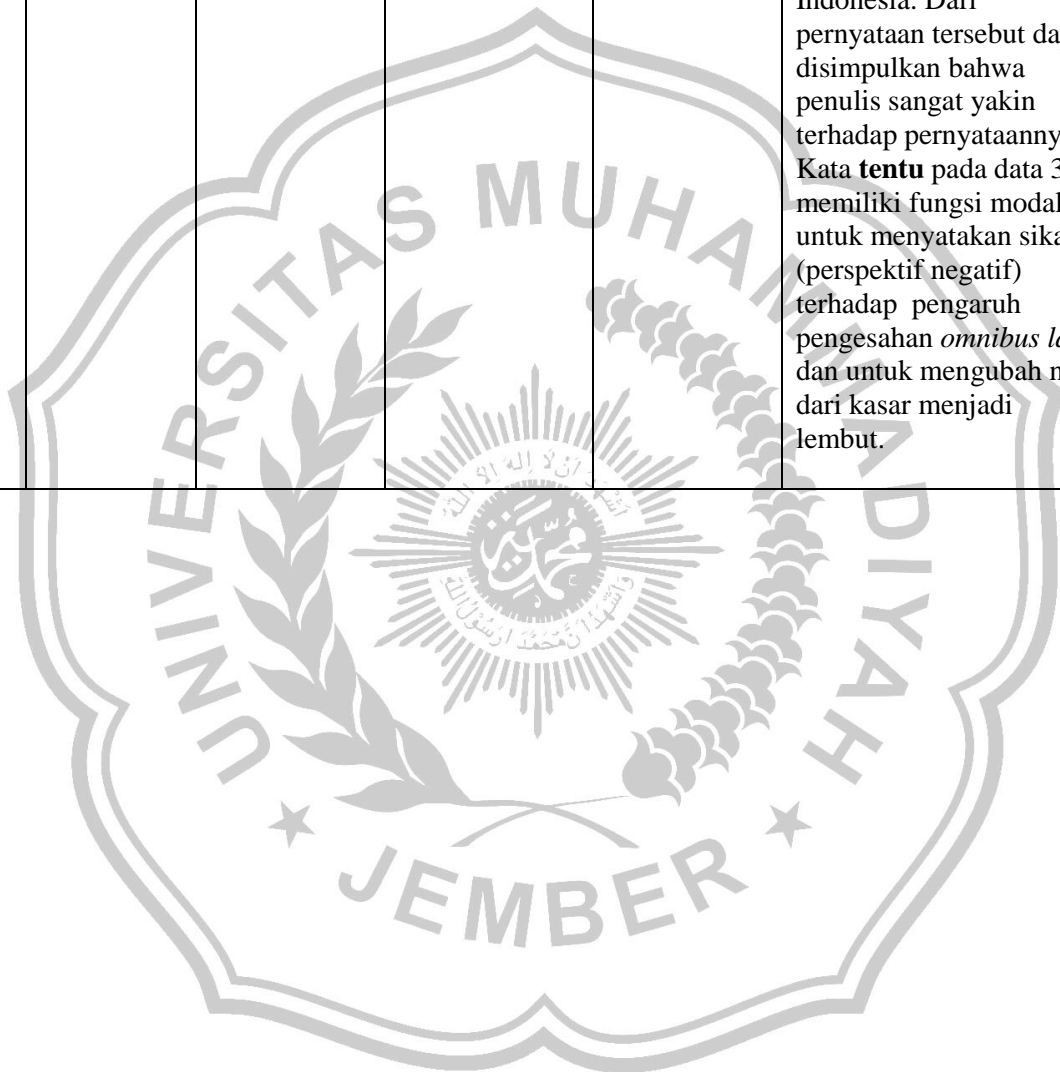 Indonesia. Dari
pernyataan tersebut da
disimpulkan bahwa
penulis sangat yakin
terhadap pernyataanny
Kata tentu pada data 3
memiliki fungsi modal
untuk menyatakan sika
(perspektif negatif)
terhadap pengaruh
pengesahan omnibus la
dan untuk mengubah n
dari kasar menjadi
lembut.
UNIVERSITAS MUHAMMADIYAH
JEMBER